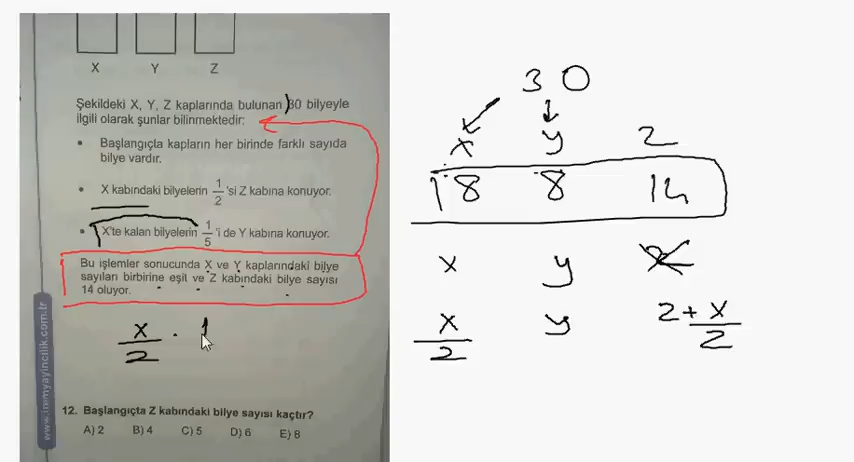 X Y Z
Şekildeki X, Y, Z kaplarında bulunan 30 bilyeyle
ilgili olarak şunlar bilinmektedir:
• Başlangıçta kapların her birinde farklı sayıda
bilye vardır.
• X kabındaki bilyelerin 1/2 'si Z kabına konuyor.
• X'te kalan bilyelerin 1/5 'i de Y kabına konuyor.
Bu işlemler sonucunda X ve Y kaplarındaki bilye
sayıları birbirine eşit ve Z kabındaki bilye sayısı
14 oluyor.
x/2 · 1
12. Başlangıçta Z kabındaki bilye sayısı kaçtır?
A) 2 B) 4 C) 5 D) 6 E) 8
www.immyayincilik.com.tr
30
x y z
8 8 14
x y
x/2 y z + x/2